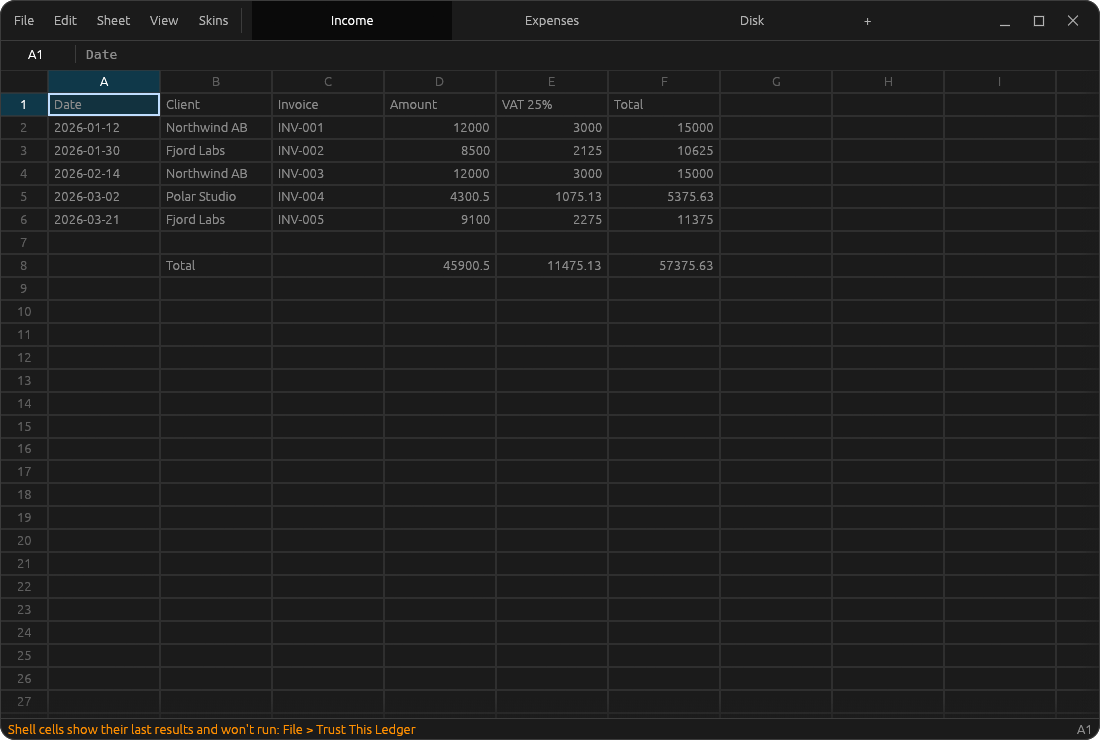 File Edit Sheet View Skins Income Expenses Disk +
A1 Date
A B C D E F G H I
1 Date Client Invoice Amount VAT 25% Total
2 2026-01-12 Northwind AB INV-001 12000 3000 15000
3 2026-01-30 Fjord Labs INV-002 8500 2125 10625
4 2026-02-14 Northwind AB INV-003 12000 3000 15000
5 2026-03-02 Polar Studio INV-004 4300.5 1075.13 5375.63
6 2026-03-21 Fjord Labs INV-005 9100 2275 11375
7
8 Total 45900.5 11475.13 57375.63
9
10
11
12
13
14
15
16
17
18
19
20
21
22
23
24
25
26
27
Shell cells show their last results and won't run: File > Trust This Ledger A1